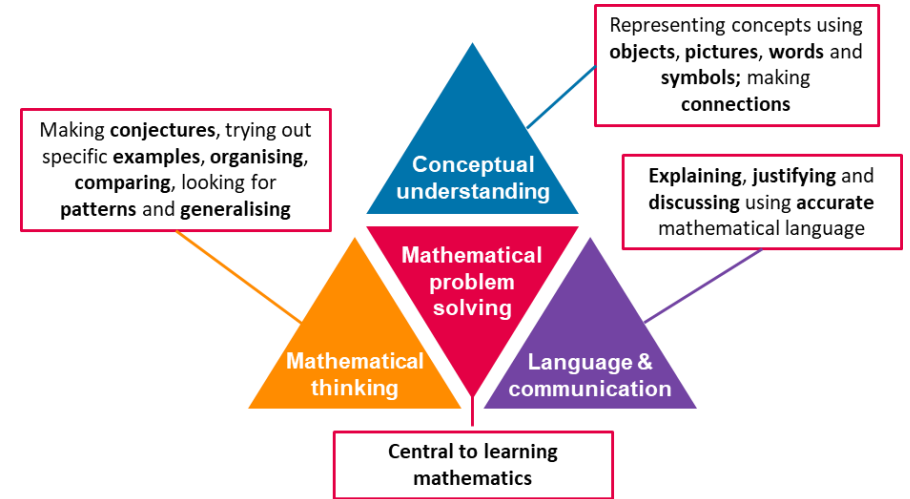 Representing concepts using
objects, pictures, words and
symbols; making
connections
Making conjectures, trying out
specific examples, organising,
comparing, looking for
patterns and generalising
Conceptual
understanding
Explaining, justifying and
discussing using accurate
mathematical language
Mathematical
problem
solving
Mathematical
thinking
Language &
communication
Central to learning
mathematics